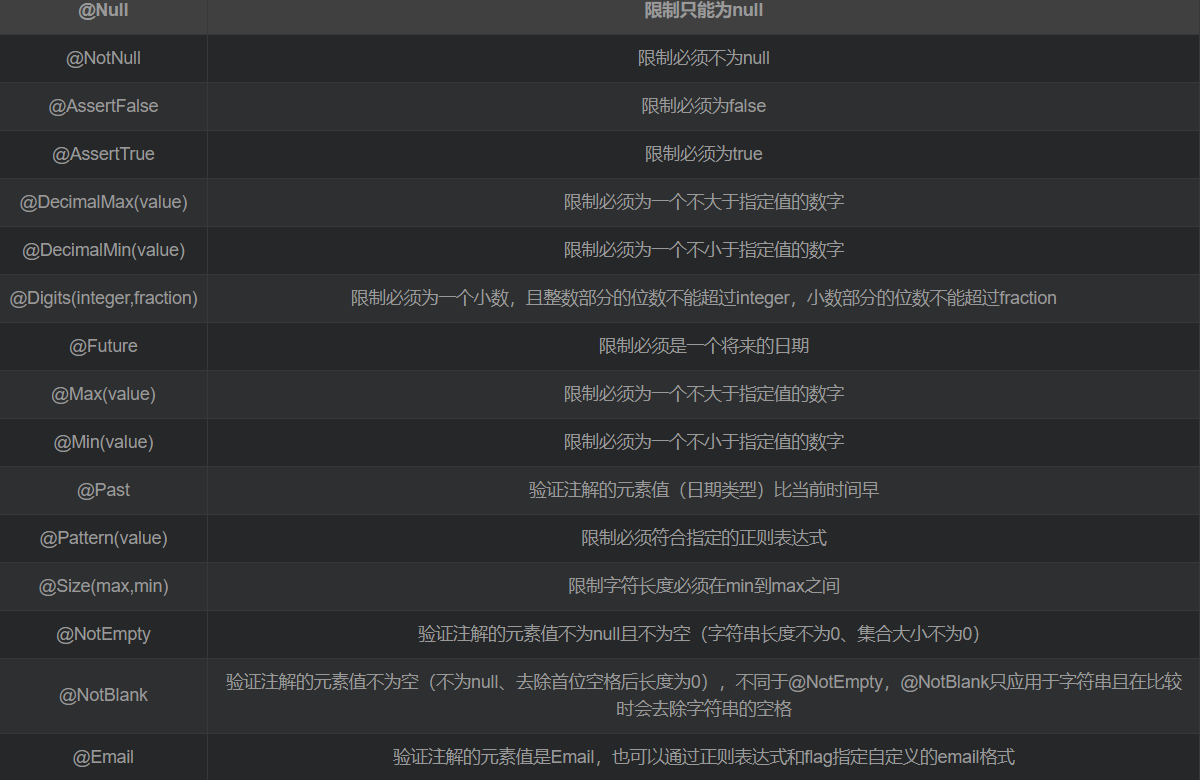 @Null 限制只能为null
@NotNull 限制必须不为null
@AssertFalse 限制必须为false
@AssertTrue 限制必须为true
@DecimalMax(value) 限制必须为一个不大于指定值的数字
@DecimalMin(value) 限制必须为一个不小于指定值的数字
@Digits(integer,fraction) 限制必须为一个小数，且整数部分的位数不能超过integer，小数部分的位数不能超过fraction
@Future 限制必须是一个将来的日期
@Max(value) 限制必须为一个不大于指定值的数字
@Min(value) 限制必须为一个不小于指定值的数字
@Past 验证注解的元素值（日期类型）比当前时间早
@Pattern(value) 限制必须符合指定的正则表达式
@Size(max,min) 限制字符长度必须在min到max之间
@NotEmpty 验证注解的元素值不为null且不为空（字符串长度不为0、集合大小不为0）
@NotBlank 验证注解的元素值不为空（不为null、去除首位空格后长度为0），不同于@NotEmpty，@NotBlank只应用于字符串且在比较
时会去除字符串的空格
@Email 验证注解的元素值是Email，也可以通过正则表达式和flag指定自定义的email格式